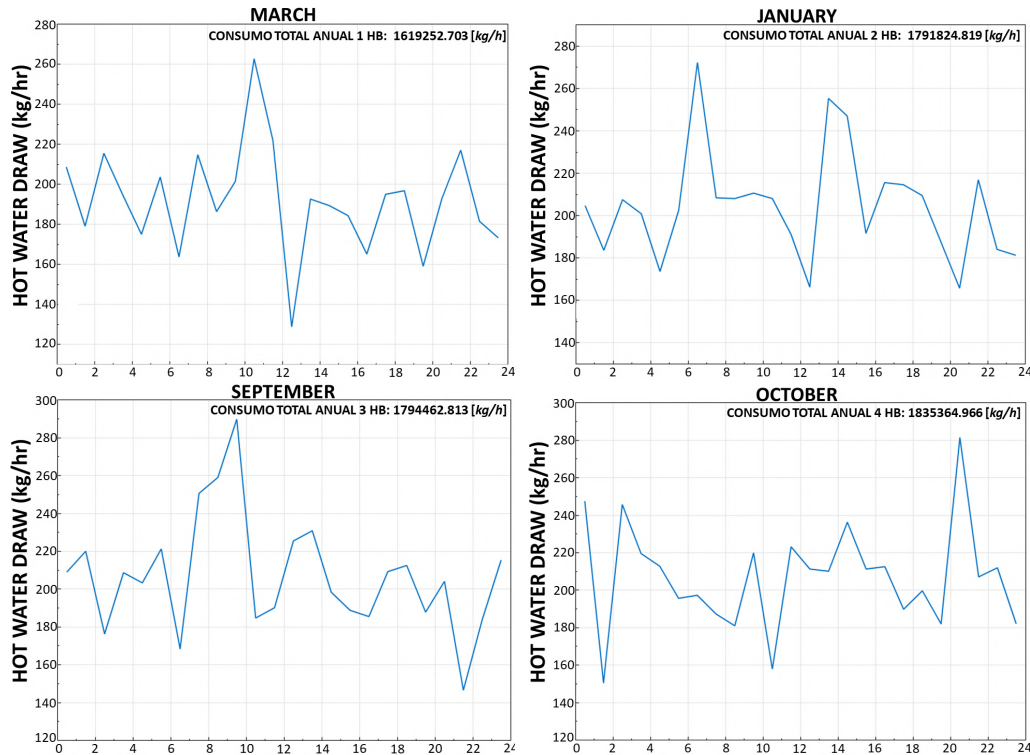 MARCH
CONSUMO TOTAL ANUAL 1 HB: 1619252.703 [kg/h]
HOT WATER DRAW (kg/hr)
280
260
240
220
200
180
160
140
120
0 2 4 6 8 10 12 14 16 18 20 22 24
JANUARY
CONSUMO TOTAL ANUAL 2 HB: 1791824.819 [kg/h]
HOT WATER DRAW (kg/hr)
280
260
240
220
200
180
160
140
0 2 4 6 8 10 12 14 16 18 20 22 24
SEPTEMBER
CONSUMO TOTAL ANUAL 3 HB: 1794462.813 [kg/h]
HOT WATER DRAW (kg/hr)
300
280
260
240
220
200
180
160
140
120
0 2 4 6 8 10 12 14 16 18 20 22 24
OCTOBER
CONSUMO TOTAL ANUAL 4 HB: 1835364.966 [kg/h]
HOT WATER DRAW (kg/hr)
300
280
260
240
220
200
180
160
140
120
0 2 4 6 8 10 12 14 16 18 20 22 24